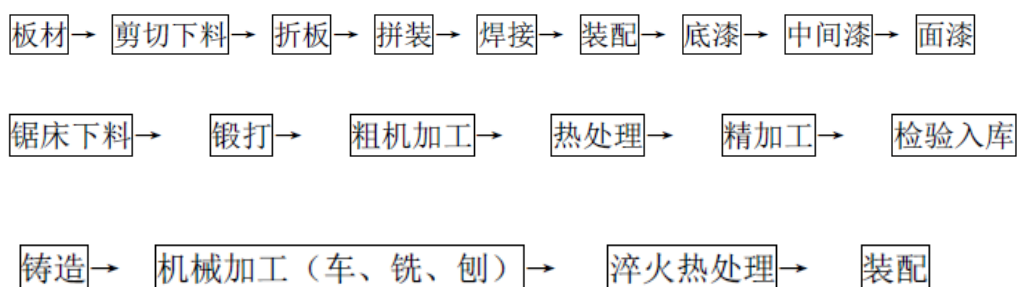 板材→ 剪切下料→ 折板→ 拼装→ 焊接→ 装配→ 底漆→ 中间漆→ 面漆
锯床下料→ 锻打→ 粗机加工→ 热处理→ 精加工→ 检验入库
铸造→ 机械加工（车、铣、刨）→ 淬火热处理→ 装配